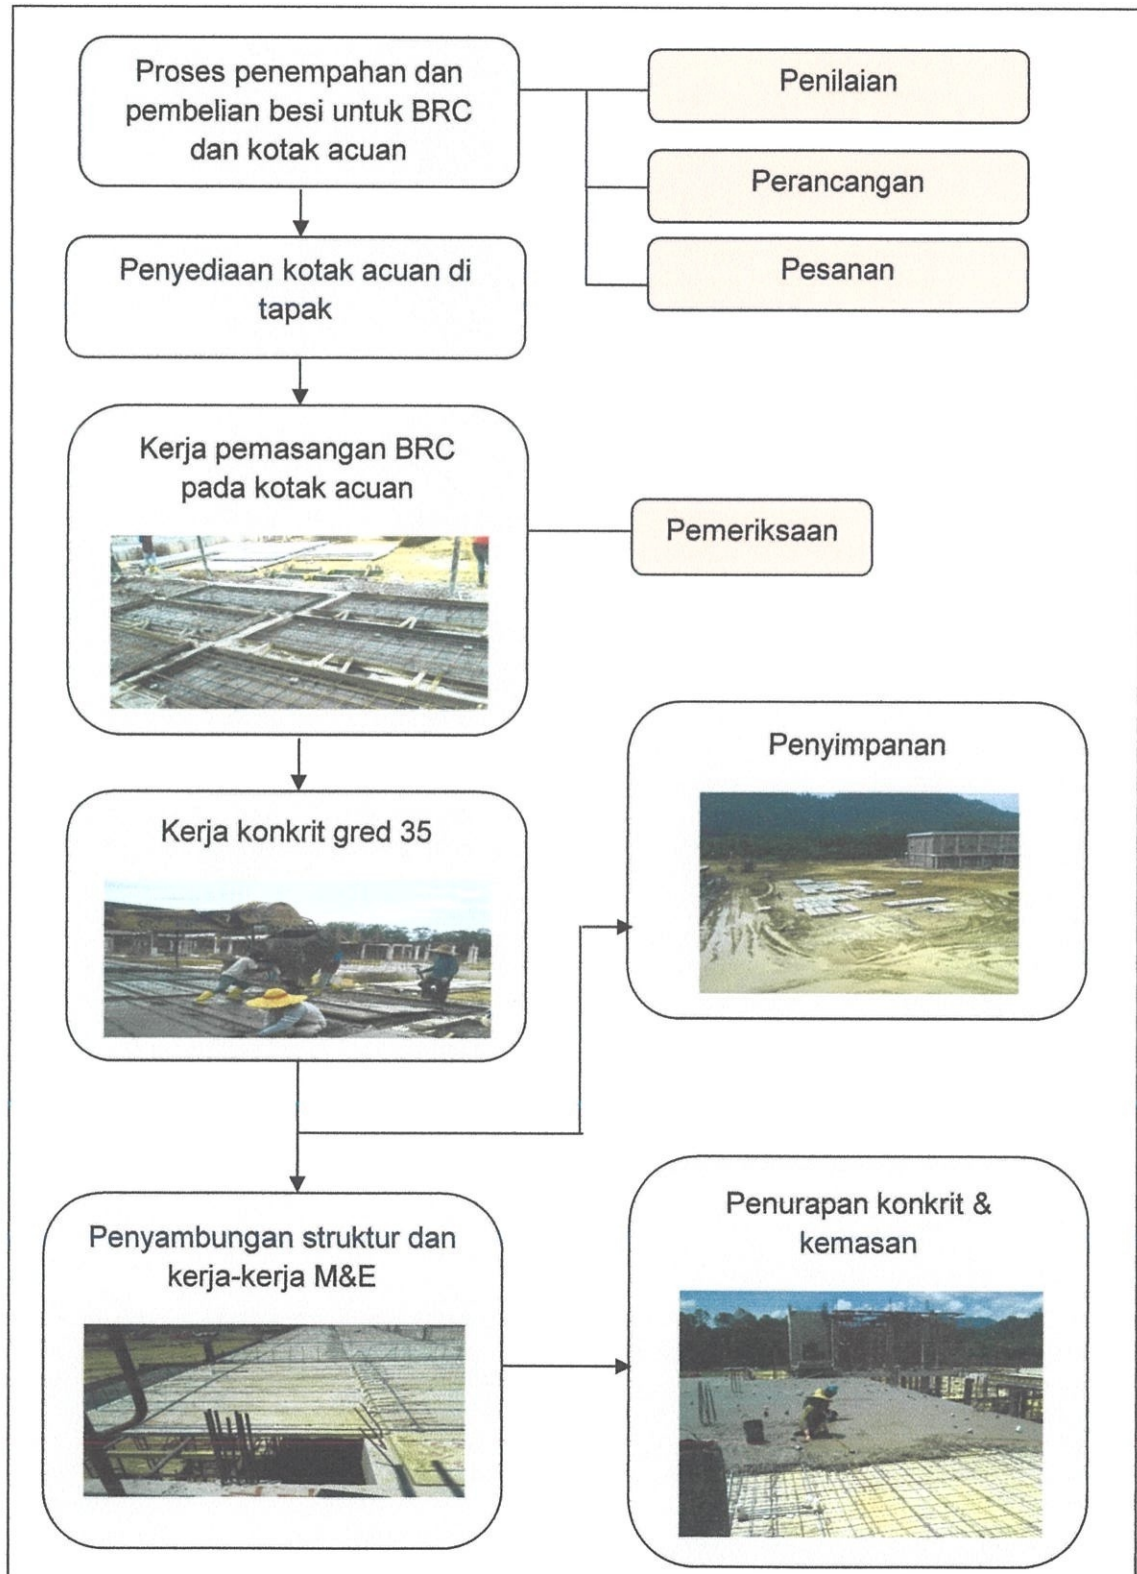 Proses penempahan dan
pembelian besi untuk BRC
dan kotak acuan
Penilaian
Perancangan
Pesanan
Penyediaan kotak acuan di
tapak
Kerja pemasangan BRC
pada kotak acuan
Pemeriksaan
Kerja konkrit gred 35
Penyimpanan
Penyambungan struktur dan
kerja-kerja M&E
Penurapan konkrit &
kemasan